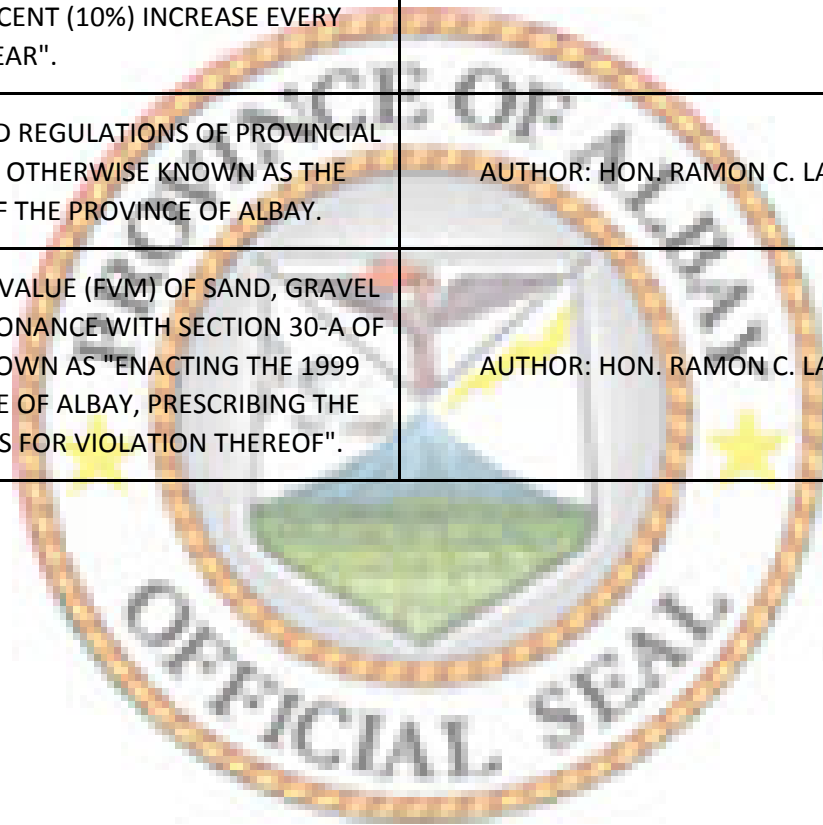 CENT (10%) INCREASE EVERY
EAR".
D REGULATIONS OF PROVINCIAL
OTHERWISE KNOWN AS THE
F THE PROVINCE OF ALBAY.
AUTHOR: HON. RAMON C. LA
VALUE (FVM) OF SAND, GRAVEL
ONANCE WITH SECTION 30-A OF
OWN AS "ENACTING THE 1999
E OF ALBAY, PRESCRIBING THE
S FOR VIOLATION THEREOF".
AUTHOR: HON. RAMON C. LA
PROVINCE OF ALBAY
OFFICIAL SEAL